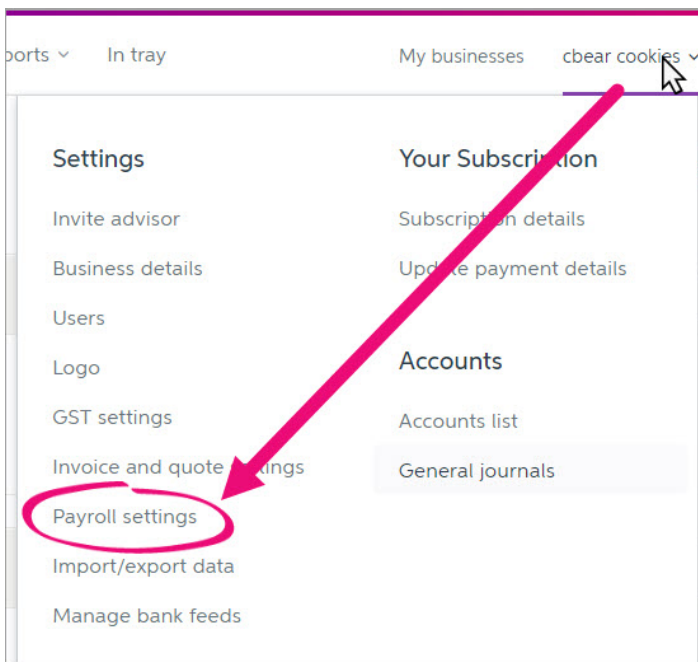 ports In tray My businesses cbear cookies
Settings
Invite advisor
Business details
Users
Logo
GST settings
Invoice and quote settings
Payroll settings
Import/export data
Manage bank feeds
Your Subscription
Subscription details
Update payment details
Accounts
Accounts list
General journals